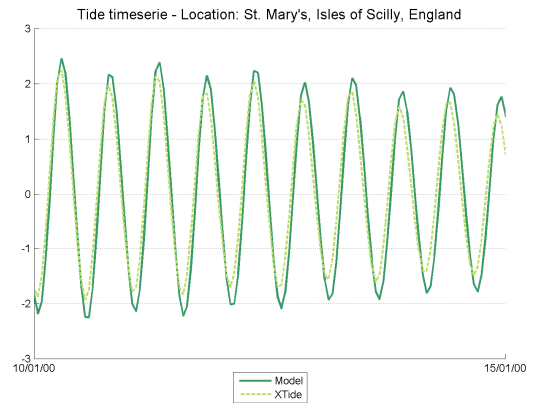 Tide timeserie - Location: St. Mary's, Isles of Scilly, England
3
2
1
0
-1
-2
-3
10/01/00 15/01/00
Model
XTide